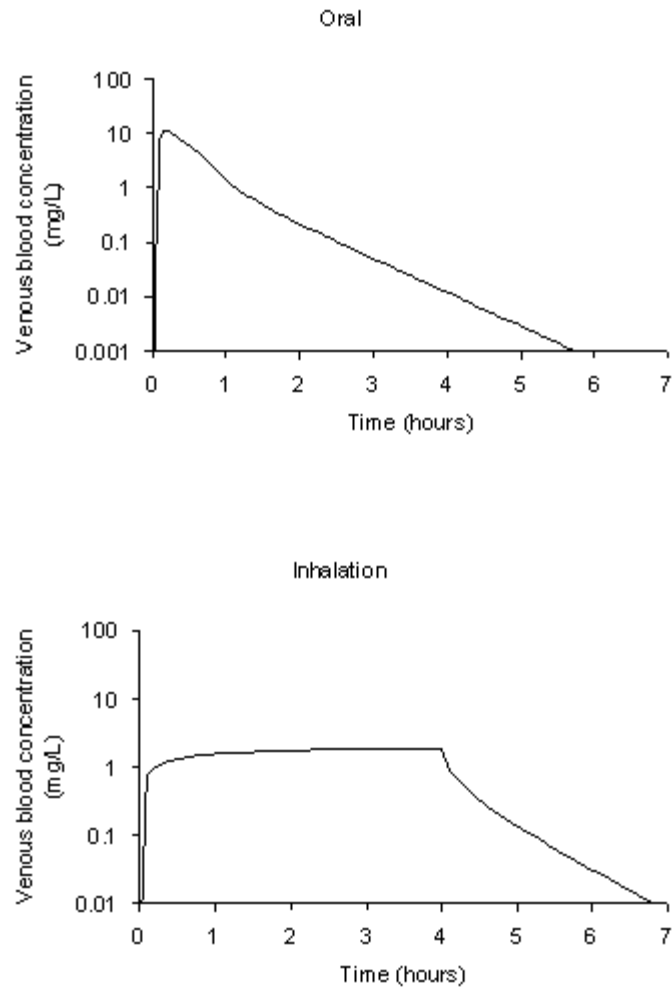 Oral
Venous blood concentration
(mg/L)
100
10
1
0.1
0.01
0.001
0 1 2 3 4 5 6 7
Time (hours)
Inhalation
Venous blood concentration
(mg/L)
100
10
1
0.1
0.01
0 1 2 3 4 5 6 7
Time (hours)